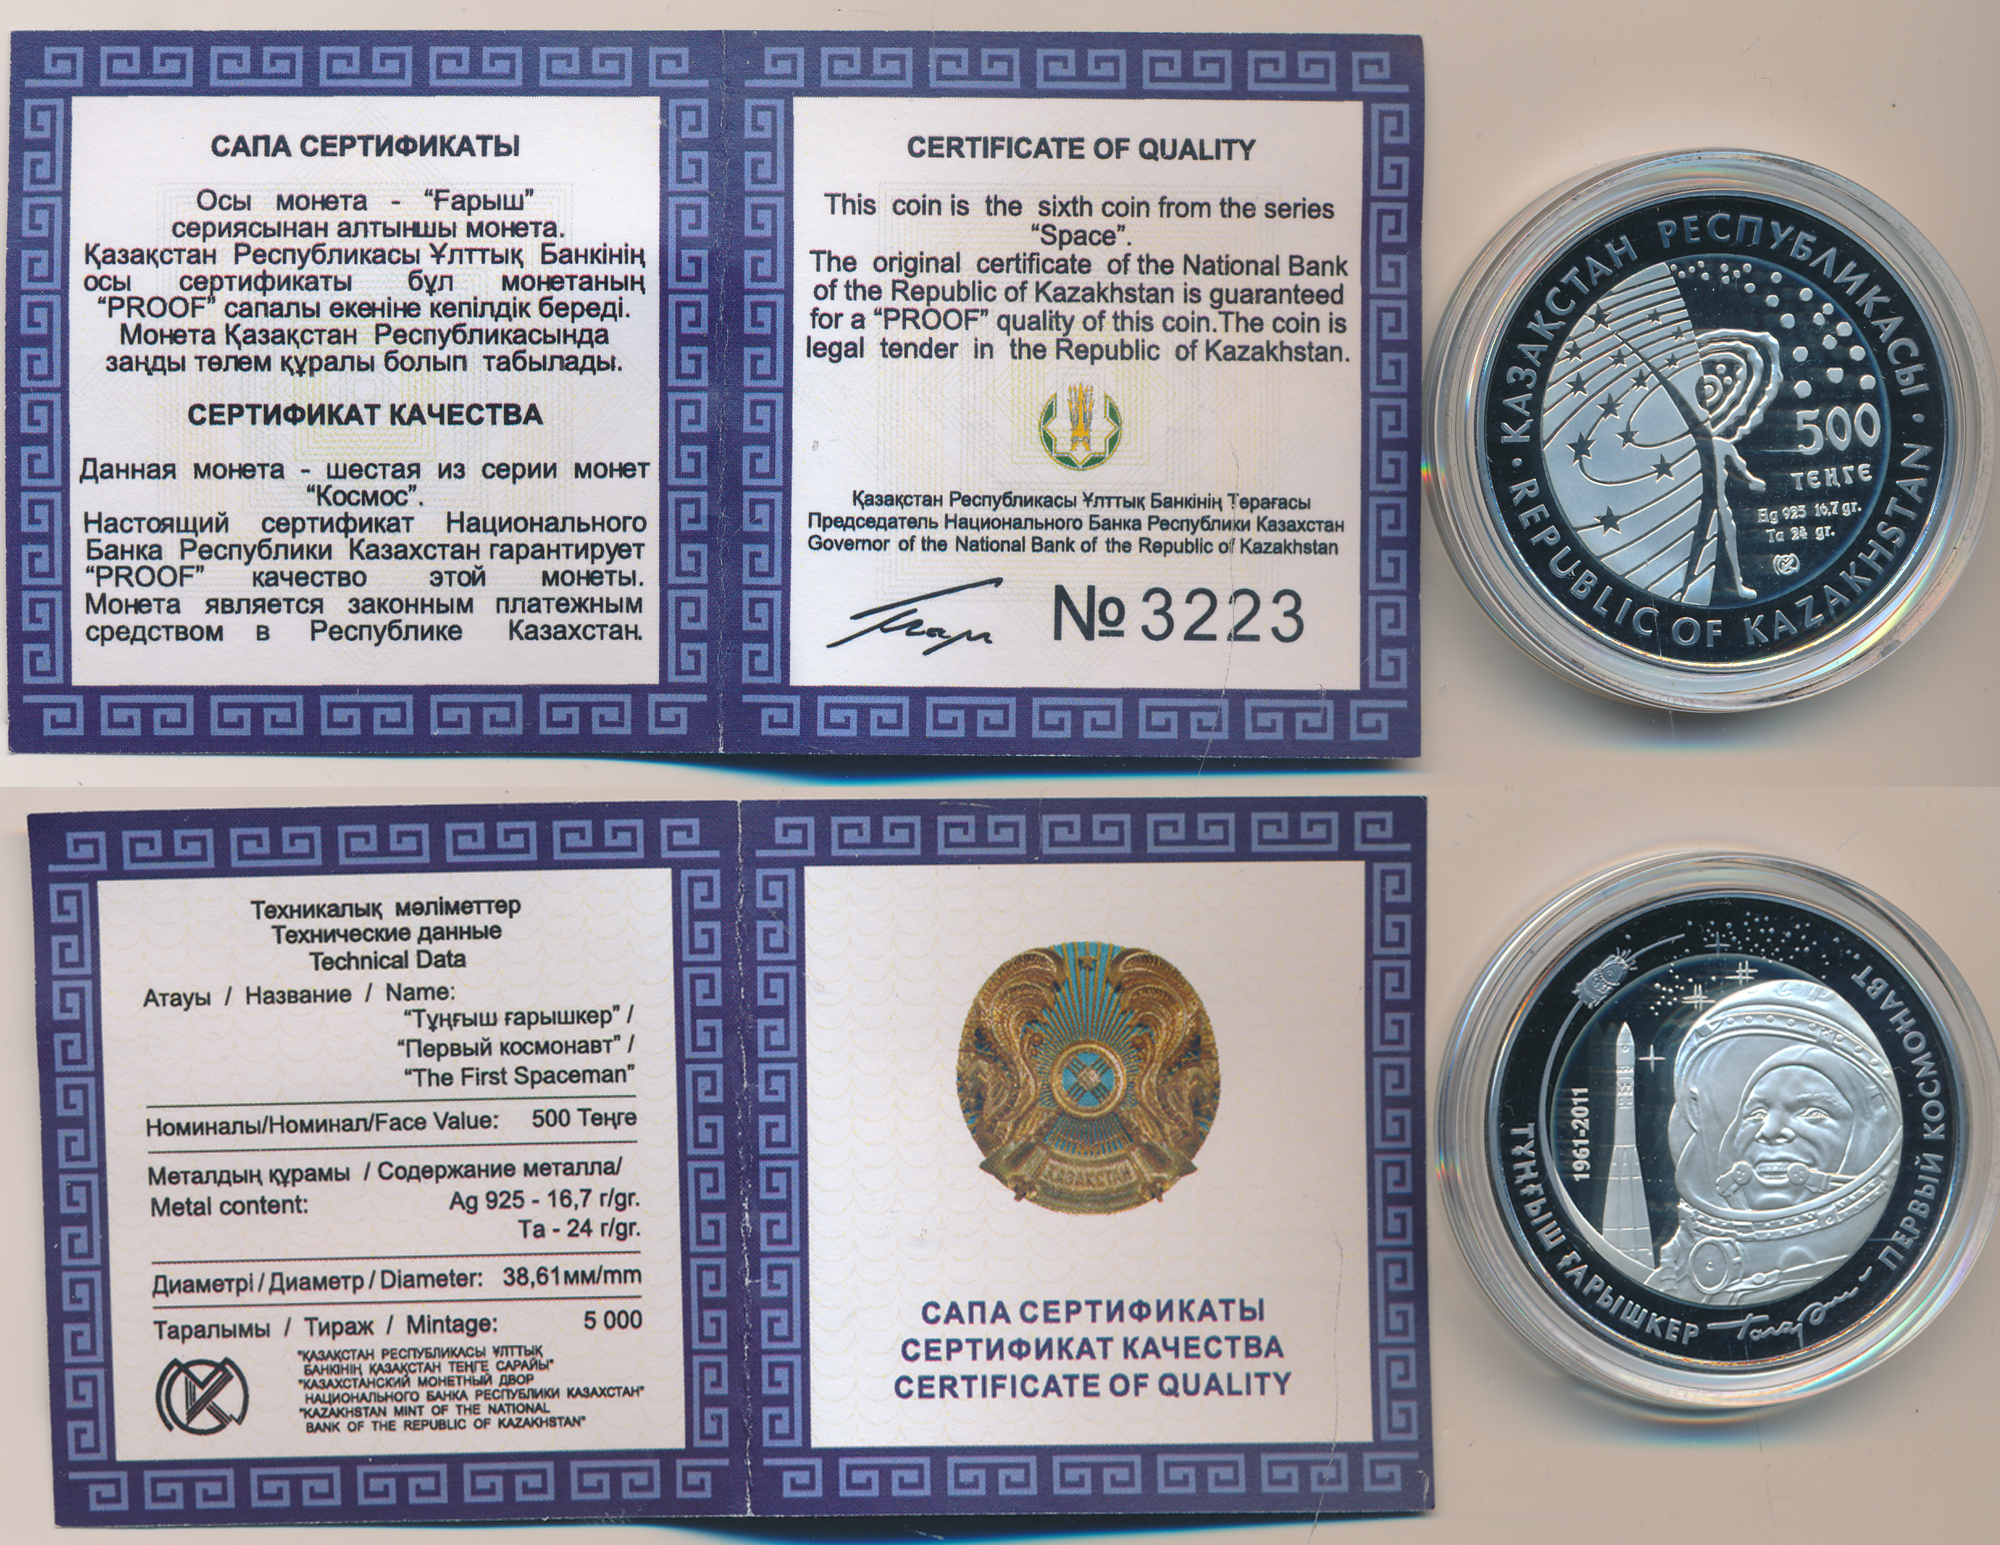 САПА СЕРТИФИКАТЫ
Осы монета - “Ғарыш”
сериясынан алтыншы монета.
Қазақстан Республикасы Ұлттық Банкінің
осы сертификаты бұл монетаның
“PROOF” сапалы екеніне кепілдік береді.
Монета Қазақстан Республикасында
заңды төлем құралы болып табылады.
СЕРТИФИКАТ КАЧЕСТВА
Данная монета - шестая из серии монет
“Космос”.
Настоящий сертификат Национального
Банка Республики Казахстан гарантирует
“PROOF” качество этой монеты.
Монета является законным платежным
средством в Республике Казахстан.
CERTIFICATE OF QUALITY
This coin is the sixth coin from the series
“Space”.
The original certificate of the National Bank
of the Republic of Kazakhstan is guaranteed
for a “PROOF” quality of this coin.The coin is
legal tender in the Republic of Kazakhstan.
Қазақстан Республикасы Ұлттық Банкінің Төрағасы
Председатель Национального Банка Республики Казахстан
Governor of the National Bank of the Republic of Kazakhstan
№ 3223
ҚАЗАҚСТАН РЕСПУБЛИКАСЫ
500
ТЕҢГЕ
Ag 925 16,7 gr.
Ta 24 gr.
REPUBLIC OF KAZAKHSTAN
Техникалық мәліметтер
Технические данные
Technical Data
Атауы / Название / Name:
“Тұңғыш ғарышкер” /
“Первый космонавт” /
“The First Spaceman”
Номиналы/Номинал/Face Value: 500 Теңге
Металдың құрамы / Содержание металла/
Metal content: Ag 925 - 16,7 г/gr.
Ta - 24 г/gr.
Диаметрі / Диаметр / Diameter: 38,61мм/mm
Таралымы / Тираж / Mintage: 5 000
"ҚАЗАҚСТАН РЕСПУБЛИКАСЫ ҰЛТТЫҚ
БАНКІНІҢ ҚАЗАҚСТАН ТЕҢГЕ САРАЙЫ"
"КАЗАХСТАНСКИЙ МОНЕТНЫЙ ДВОР
НАЦИОНАЛЬНОГО БАНКА РЕСПУБЛИКИ КАЗАХСТАН"
"KAZAKHSTAN MINT OF THE NATIONAL
BANK OF THE REPUBLIC OF KAZAKHSTAN"
ҚАЗАҚСТАН
САПА СЕРТИФИКАТЫ
СЕРТИФИКАТ КАЧЕСТВА
CERTIFICATE OF QUALITY
1961-2011
ТҰҢҒЫШ ҒАРЫШКЕР
ПЕРВЫЙ КОСМОНАВТ